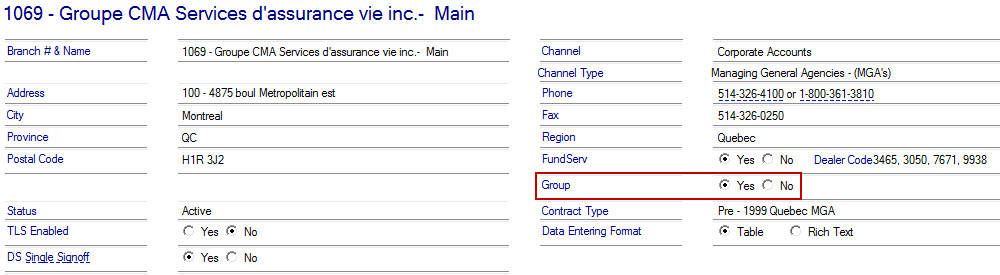 1069 - Groupe CMA Services d'assurance vie inc.- Main
Branch # & Name 1069 - Groupe CMA Services d'assurance vie inc.- Main Channel Corporate Accounts
Channel Type Managing General Agencies - (MGA's)
Address 100 - 4875 boul Metropolitain est Phone 514-326-4100 or 1-800-361-3810
City Montreal Fax 514-326-0250
Province QC Region Quebec
Postal Code H1R 3J2 FundServ Yes No Dealer Code3465, 3050, 7671, 9938
Group Yes No
Status Active Contract Type Pre - 1999 Quebec MGA
TLS Enabled Yes No Data Entering Format Table Rich Text
DS Single Signoff Yes No